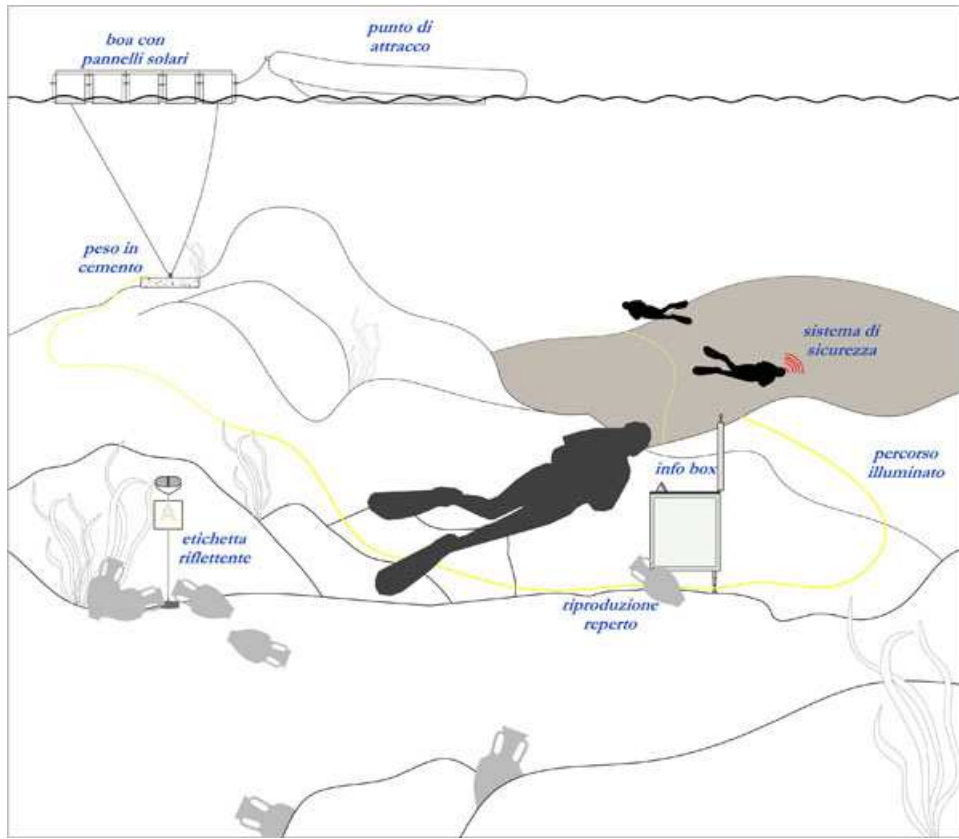 boa con
pannelli solari
punto di
attracco
peso in
cemento
sistema di
sicurezza
info box
percorso
illuminato
A
etichetta
riflettente
riproduzione
reperto